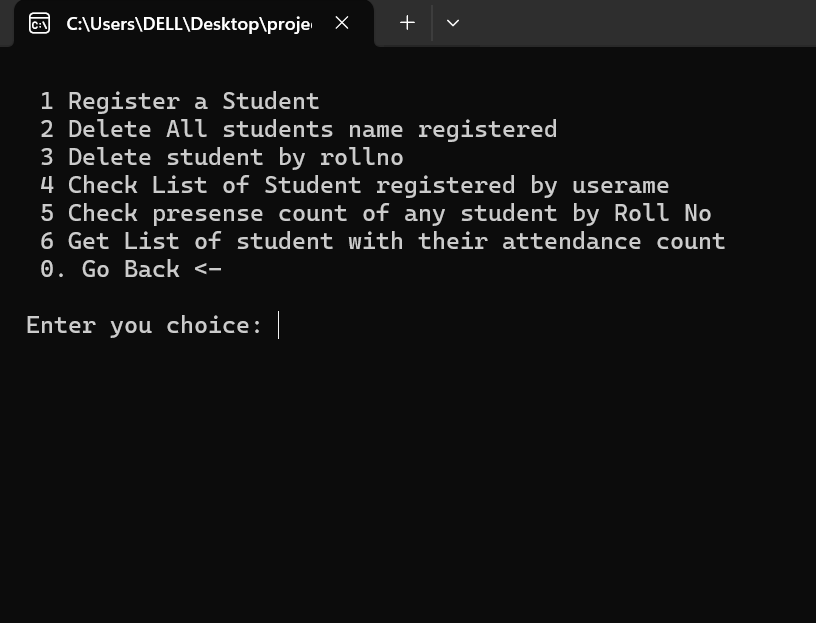 C:\Users\DELL\Desktop\proje
1 Register a Student
2 Delete All students name registered
3 Delete student by rollno
4 Check List of Student registered by userame
5 Check presense count of any student by Roll No
6 Get List of student with their attendance count
0. Go Back <-
Enter you choice: